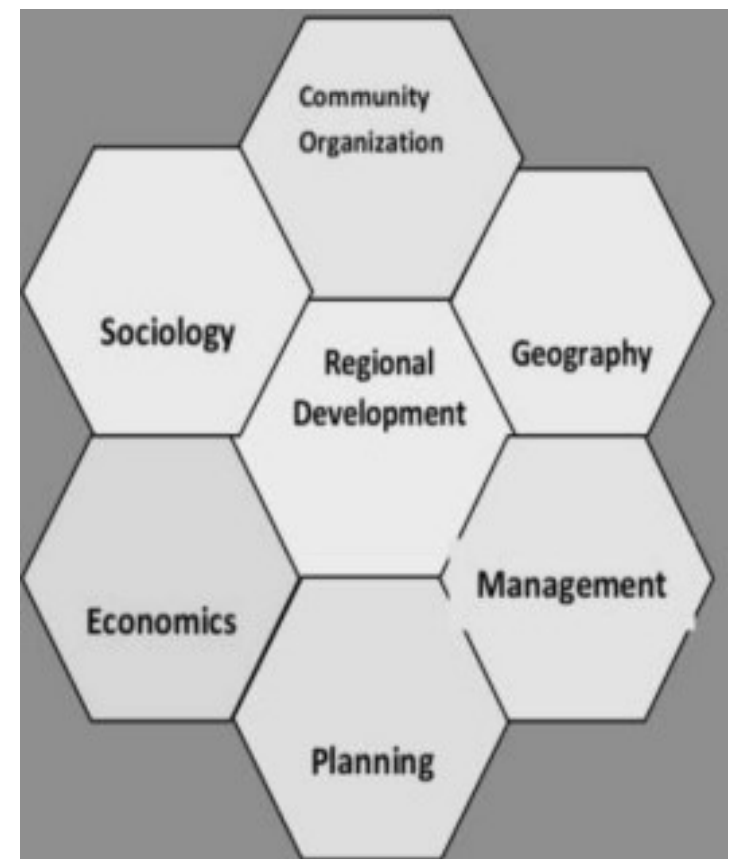 Community
Organization
Sociology
Geography
Regional
Development
Management
Economics
Planning